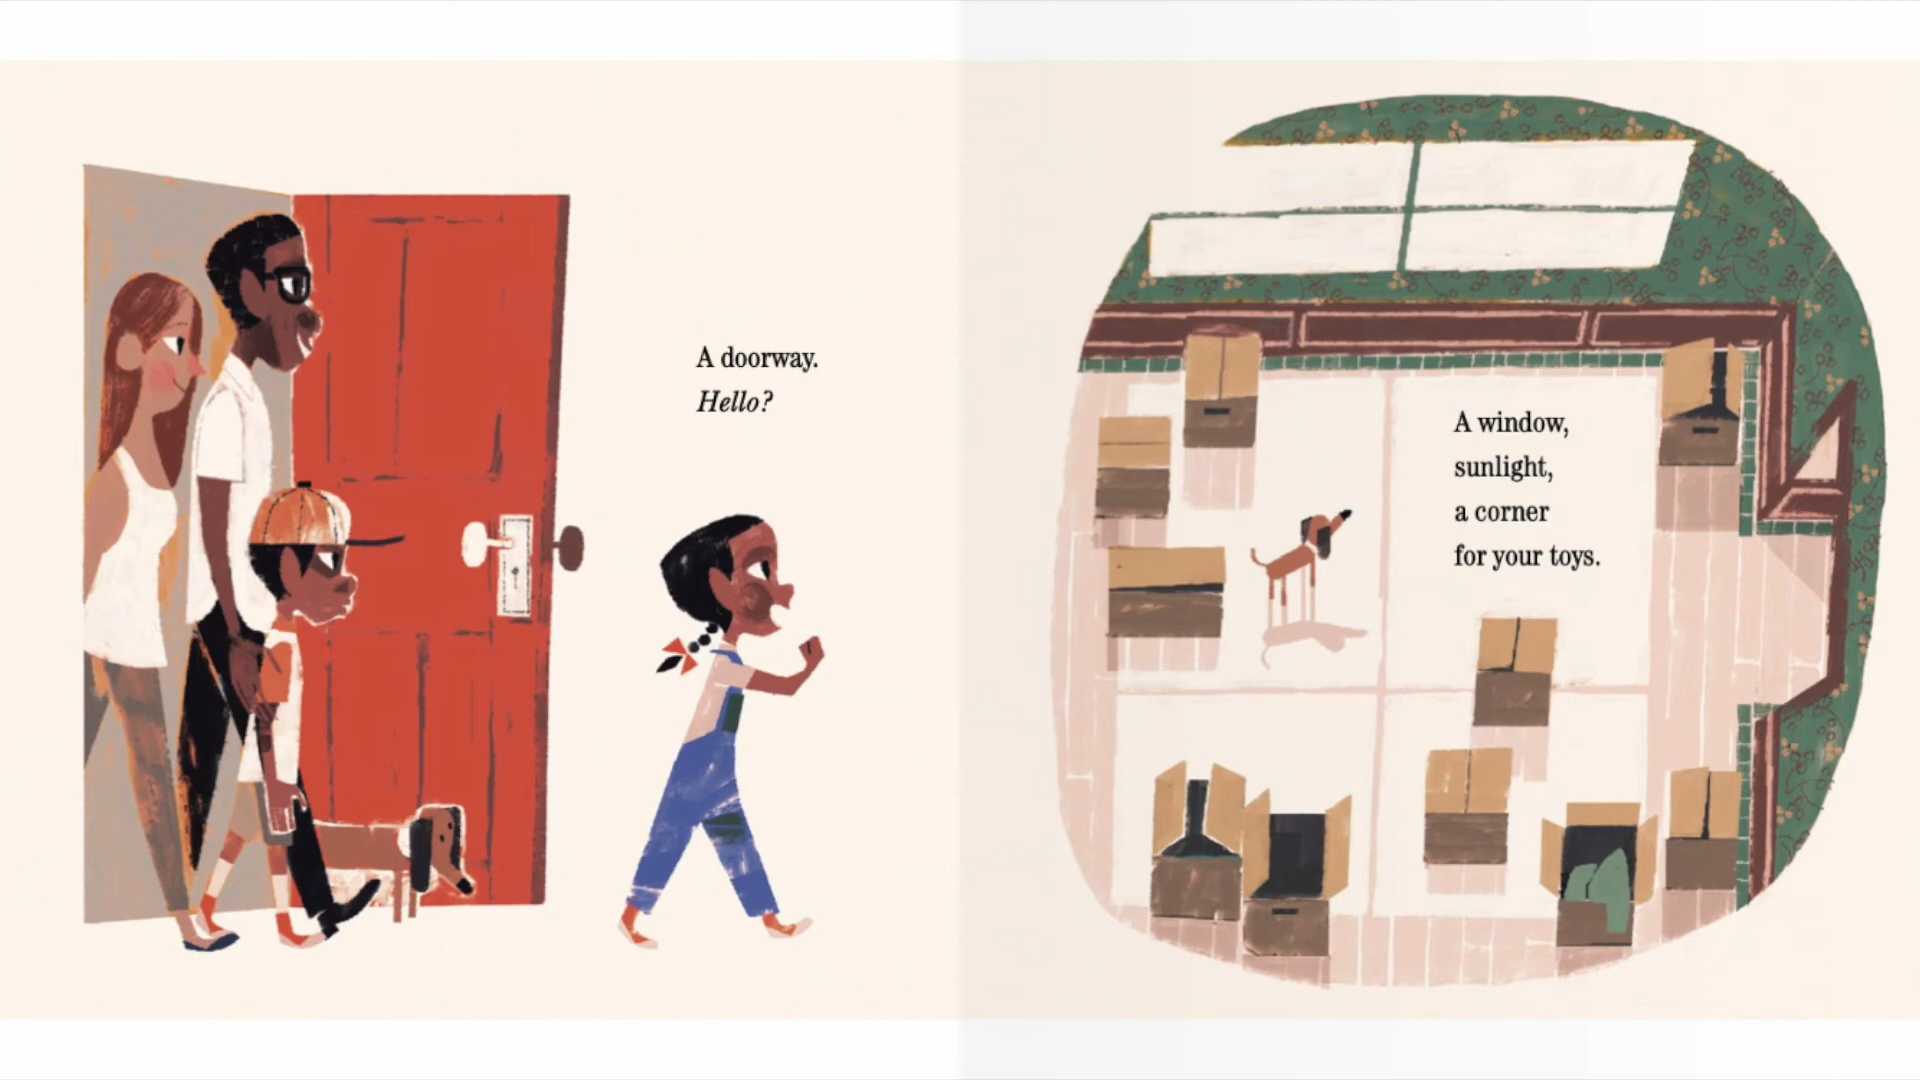 A doorway.
Hello?
A window,
sunlight,
a corner
for your toys.